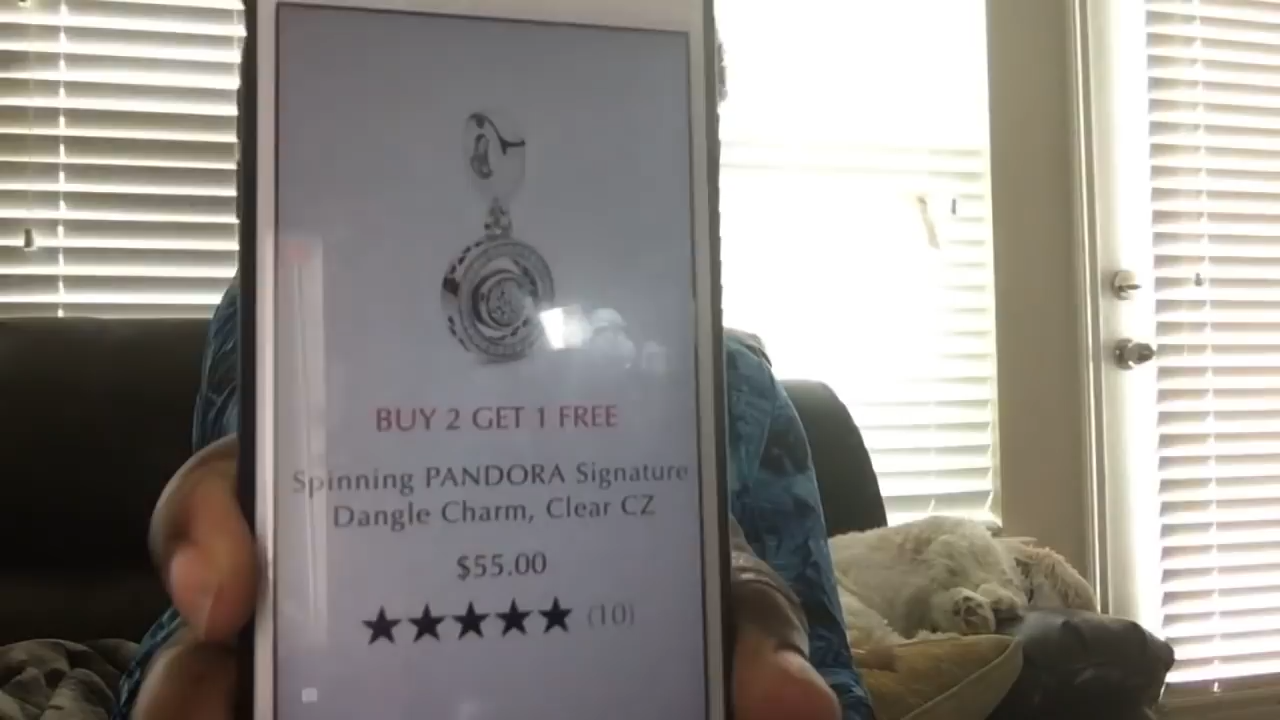 BUY 2 GET 1 FREE
Spinning PANDORA Signature
Dangle Charm, Clear CZ
$55.00
(10)